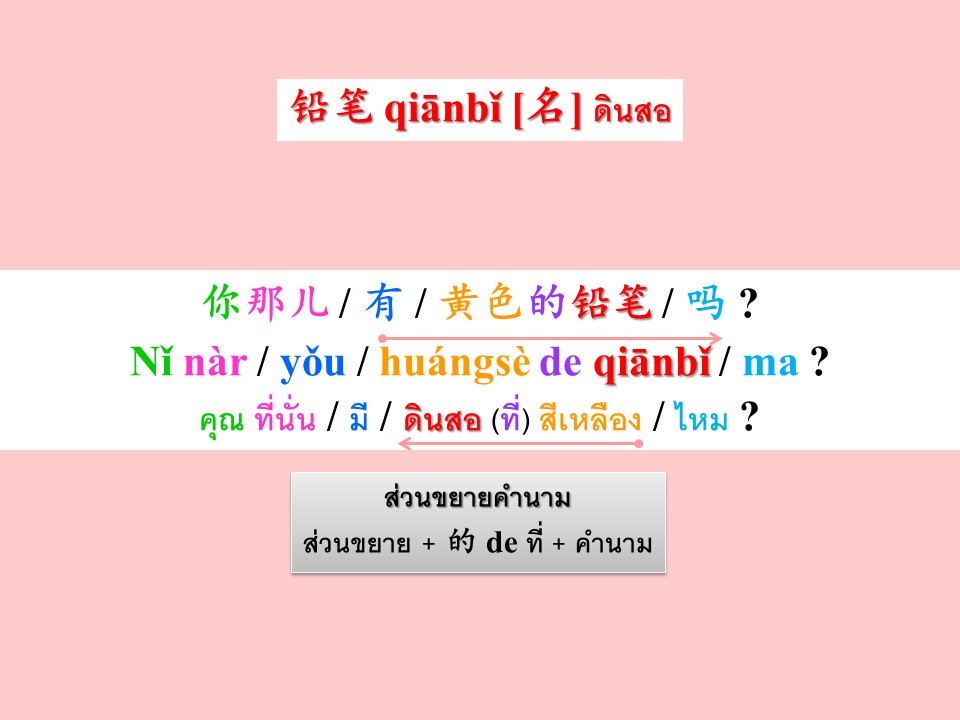 铅笔 qiānbǐ [名] ดินสอ
你那儿 / 有 / 黄色的铅笔 / 吗 ?
Nǐ nàr / yǒu / huángsè de qiānbǐ / ma ?
คุณ ที่นั่น / มี / ดินสอ (ที่) สีเหลือง / ไหม ?
ส่วนขยายคำนาม
ส่วนขยาย + 的 de ที่ + คำนาม